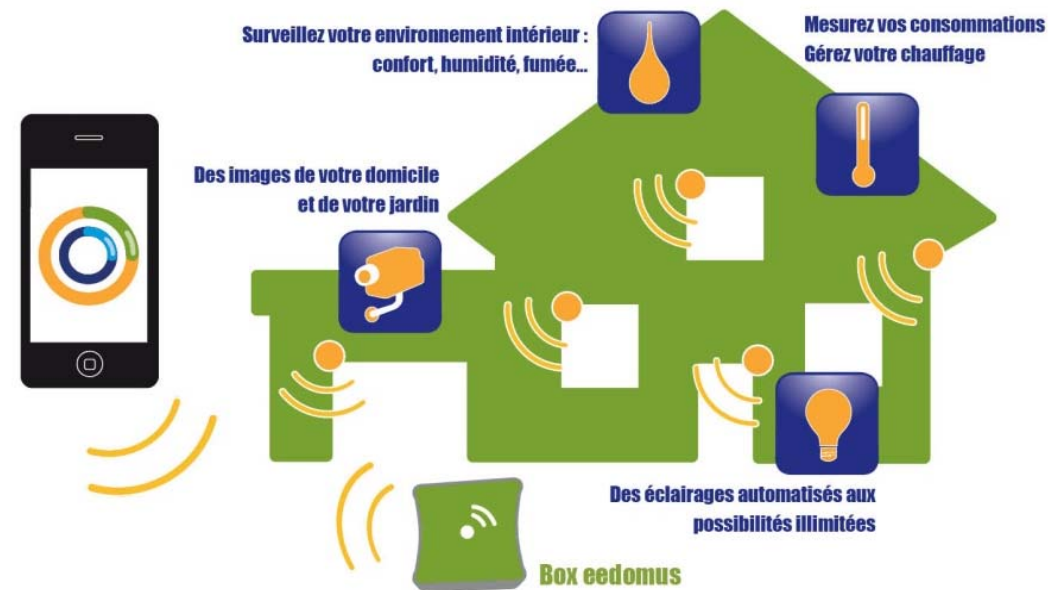 Surveillez votre environnement intérieur :
confort, humidité, fumée...
Mesurez vos consommations
Gérez votre chauffage
Des images de votre domicile
et de votre jardin
Des éclairages automatisés aux
possibilités illimitées
Box eedomus